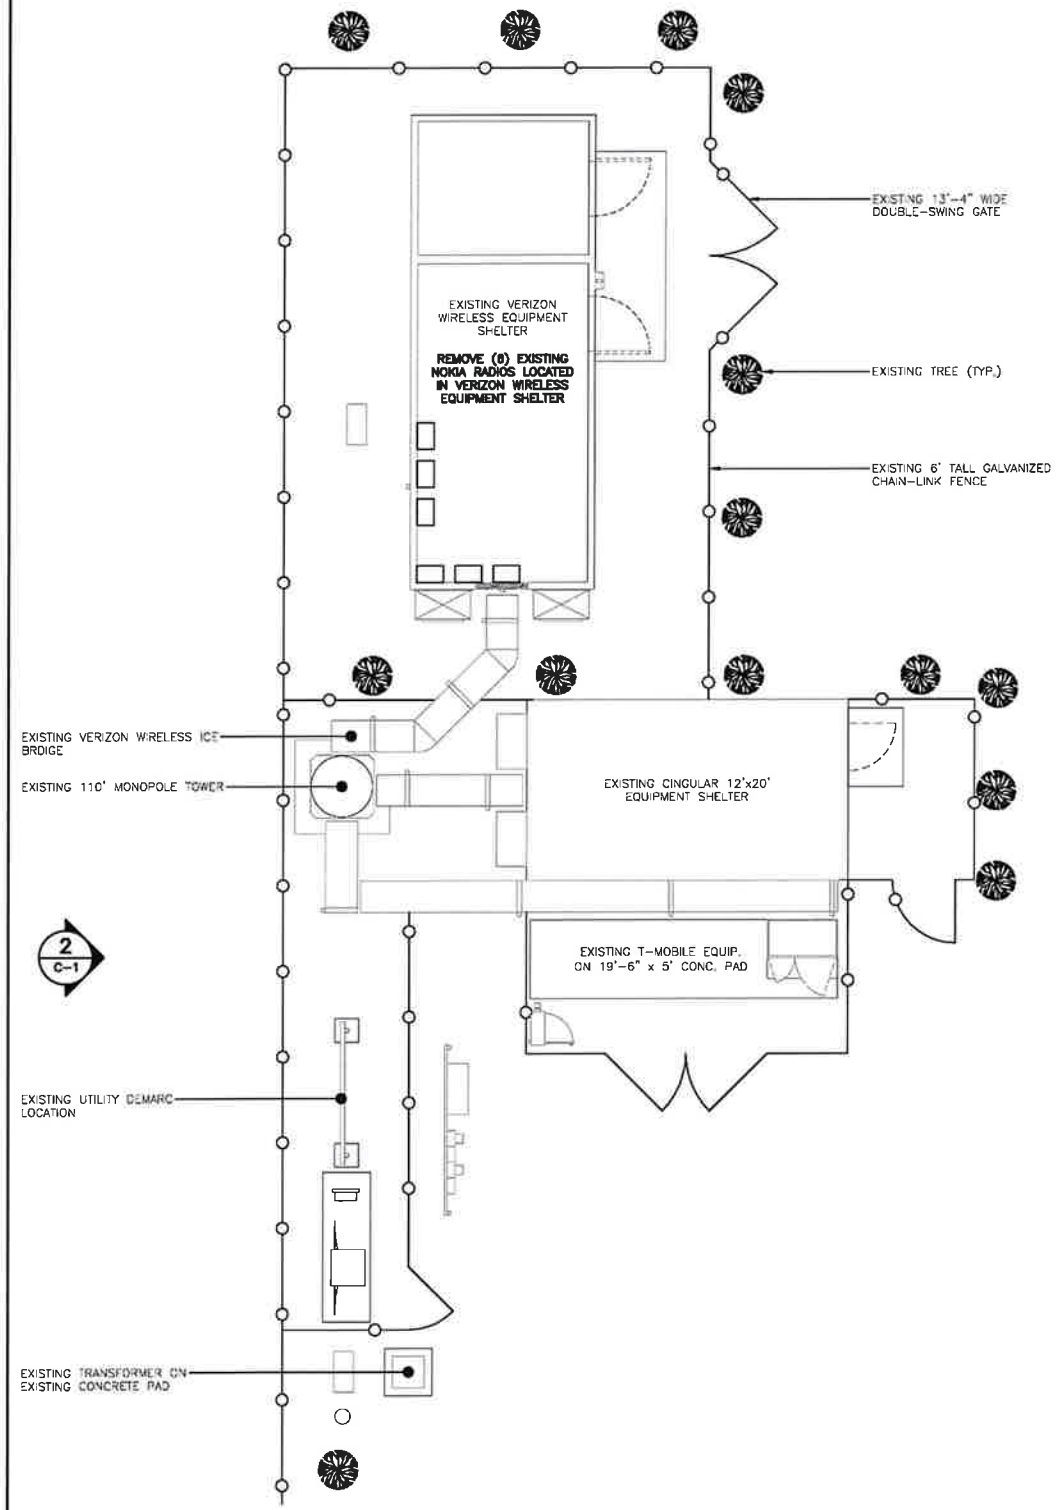 EXISTING 13'-4" WIDE
DOUBLE-SWING GATE
EXISTING VERIZON
WIRELESS EQUIPMENT
SHELTER
REMOVE (6) EXISTING
NOKIA RADIOS LOCATED
IN VERIZON WIRELESS
EQUIPMENT SHELTER
EXISTING TREE (TYP.)
EXISTING 6' TALL GALVANIZED
CHAIN-LINK FENCE
EXISTING VERIZON WIRELESS ICE
BRDIGE
EXISTING 110' MONOPOLE TOWER
EXISTING CINGULAR 12'x20'
EQUIPMENT SHELTER
2
C-1
EXISTING T-MOBILE EQUIP.
ON 19'-6" x 5' CONC. PAD
EXISTING UTILITY DEMARC
LOCATION
EXISTING TRANSFORMER ON
EXISTING CONCRETE PAD